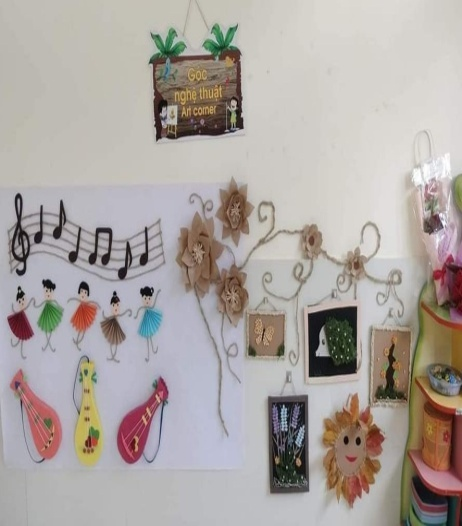 Góc
nghệ thuật
Art corner